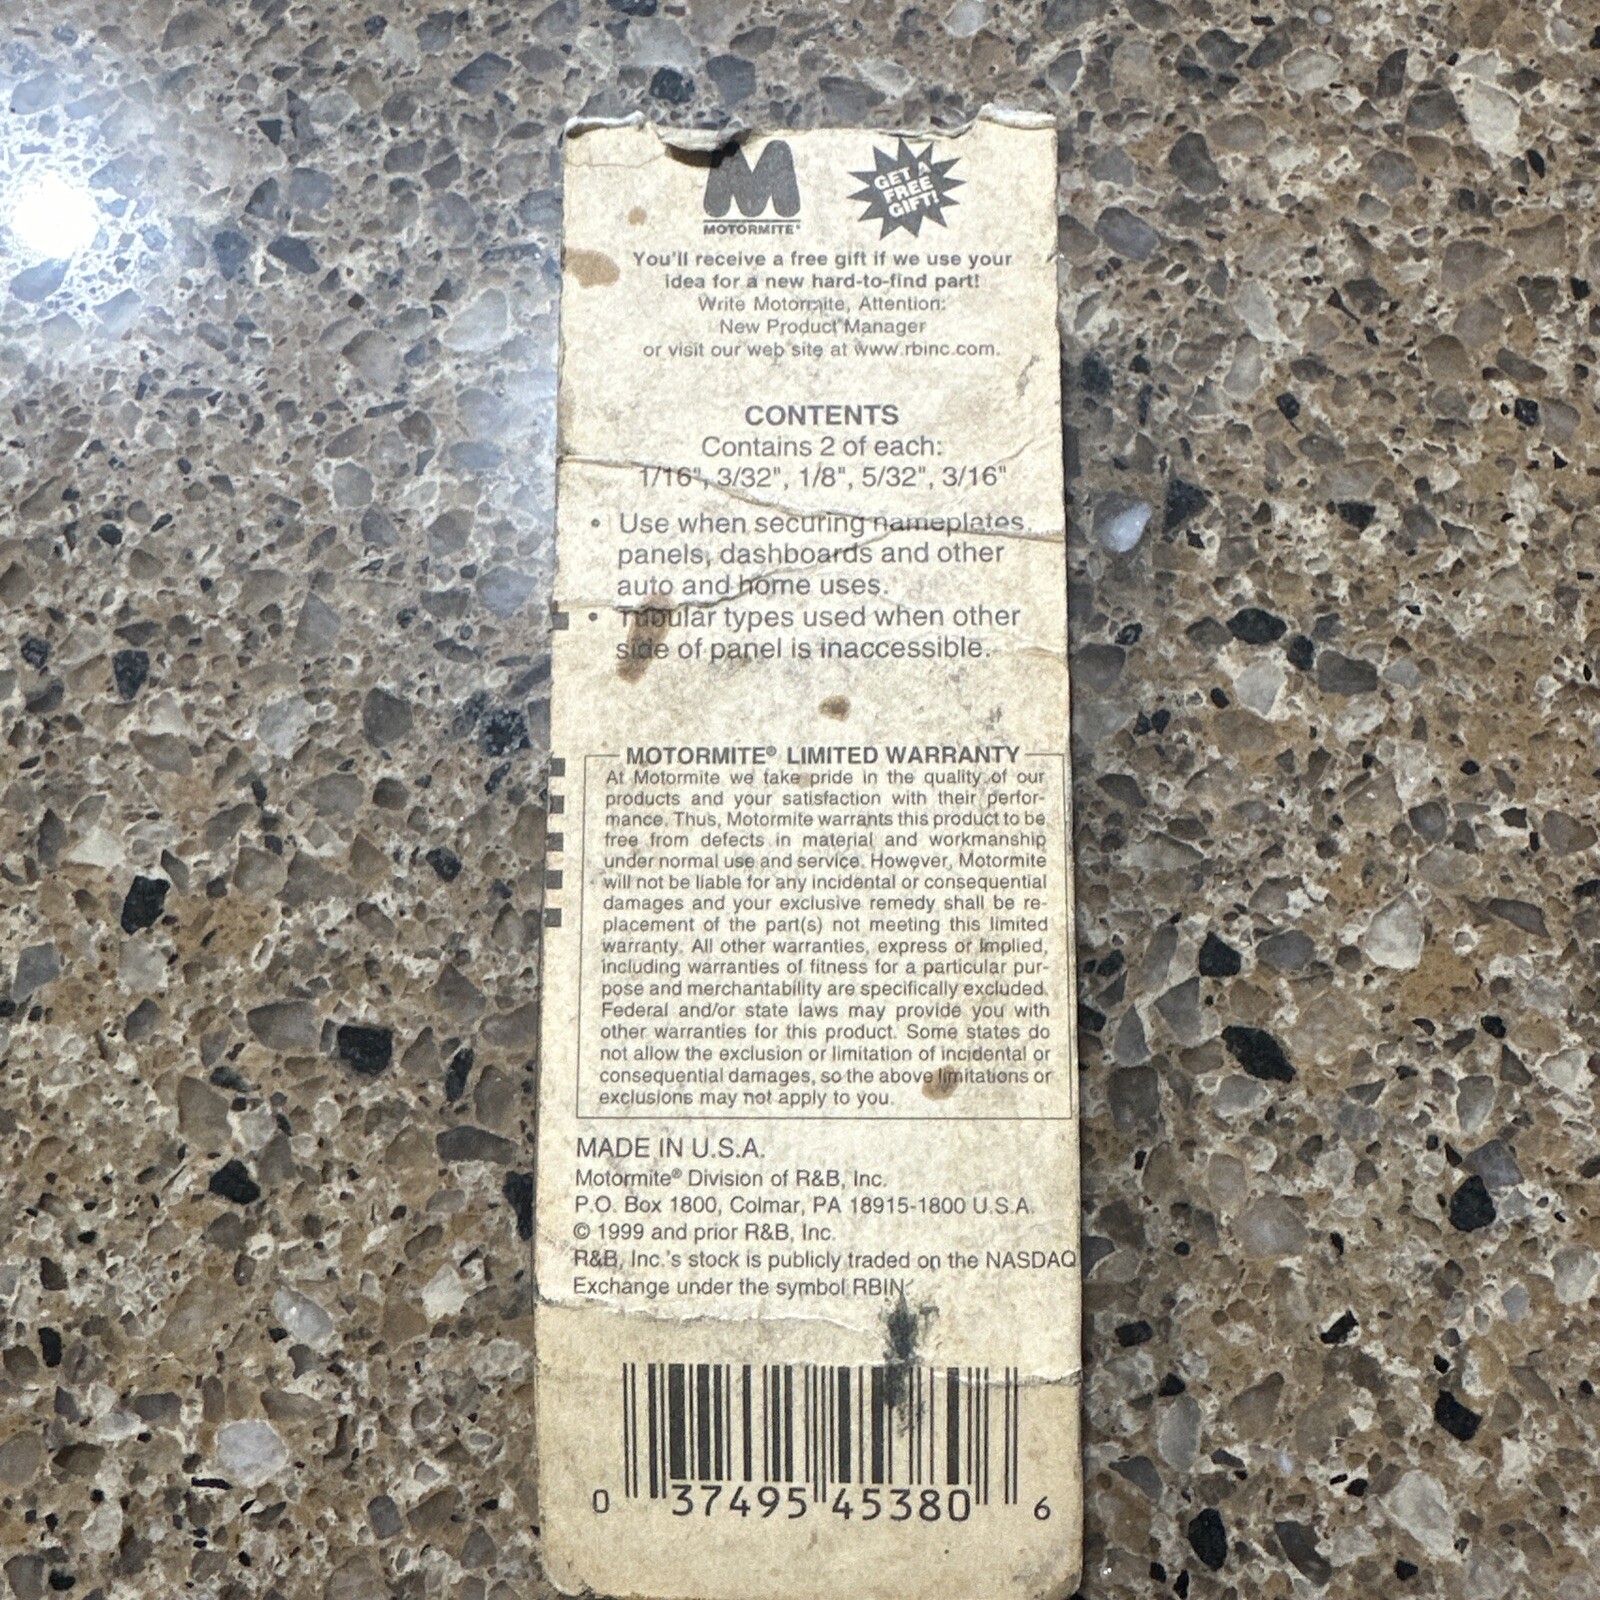 M
MOTORMITE®
GET A
FREE
GIFT!
You'll receive a free gift if we use your
idea for a new hard-to-find part!
Write Motormite, Attention:
New Product Manager
or visit our web site at www.rbinc.com.
CONTENTS
Contains 2 of each:
1/16", 3/32", 1/8", 5/32", 3/16"
• Use when securing nameplates,
panels, dashboards and other
auto and home uses.
• Tubular types used when other
side of panel is inaccessible.
MOTORMITE® LIMITED WARRANTY
At Motormite we take pride in the quality of our
products and your satisfaction with their perfor-
mance. Thus, Motormite warrants this product to be
free from defects in material and workmanship
under normal use and service. However, Motormite
will not be liable for any incidental or consequential
damages and your exclusive remedy shall be re-
placement of the part(s) not meeting this limited
warranty. All other warranties, express or implied,
including warranties of fitness for a particular pur-
pose and merchantability are specifically excluded.
Federal and/or state laws may provide you with
other warranties for this product. Some states do
not allow the exclusion or limitation of incidental or
consequential damages, so the above limitations or
exclusions may not apply to you.
MADE IN U.S.A.
Motormite® Division of R&B, Inc.
P.O. Box 1800, Colmar, PA 18915-1800 U.S.A.
© 1999 and prior R&B, Inc.
R&B, Inc.'s stock is publicly traded on the NASDAQ
Exchange under the symbol RBIN.
0 37495 45380 6